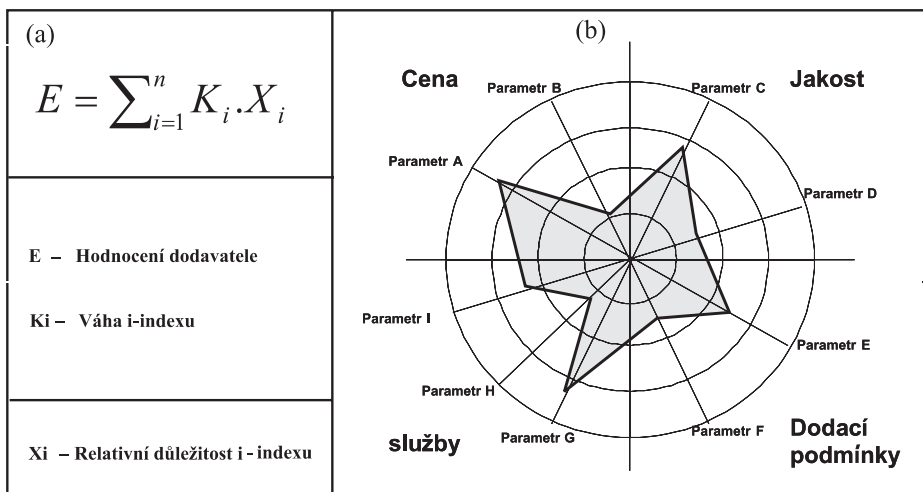 (a)
E = ∑ⁿᵢ₌₁ Kᵢ.Xᵢ
E – Hodnocení dodavatele
Ki – Váha i-indexu
Xi – Relativní důležitost i - indexu
(b)
Cena
Jakost
Parametr B
Parametr C
Parametr A
Parametr D
Parametr I
Parametr E
Parametr H
Parametr G
Parametr F
služby
Dodací
podmínky